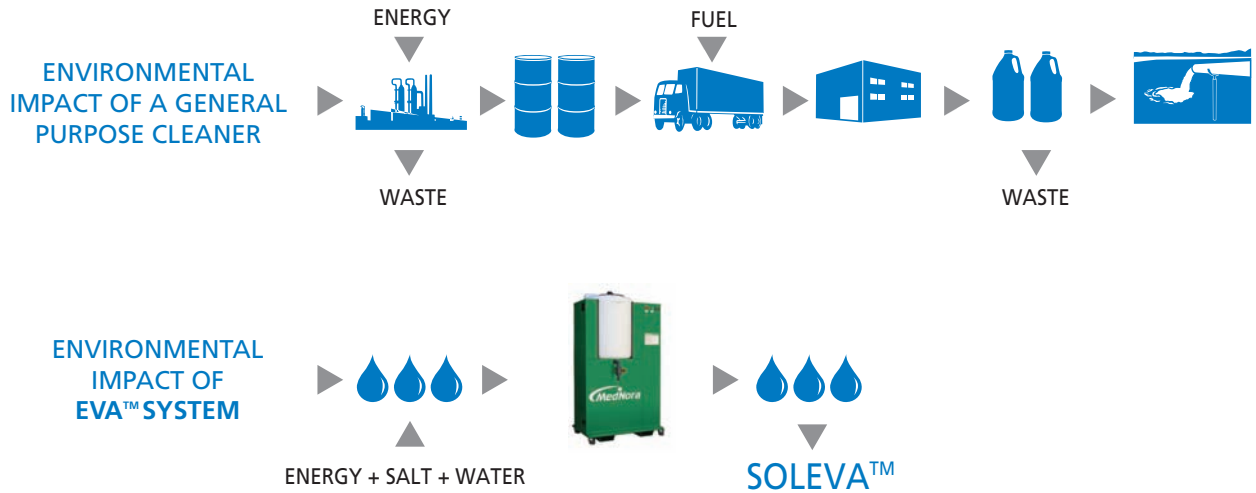 ENERGY
FUEL
ENVIRONMENTAL
IMPACT OF A GENERAL
PURPOSE CLEANER
WASTE
WASTE
ENVIRONMENTAL
IMPACT OF
EVA™ SYSTEM
MedNora
ENERGY + SALT + WATER
SOLEVA™